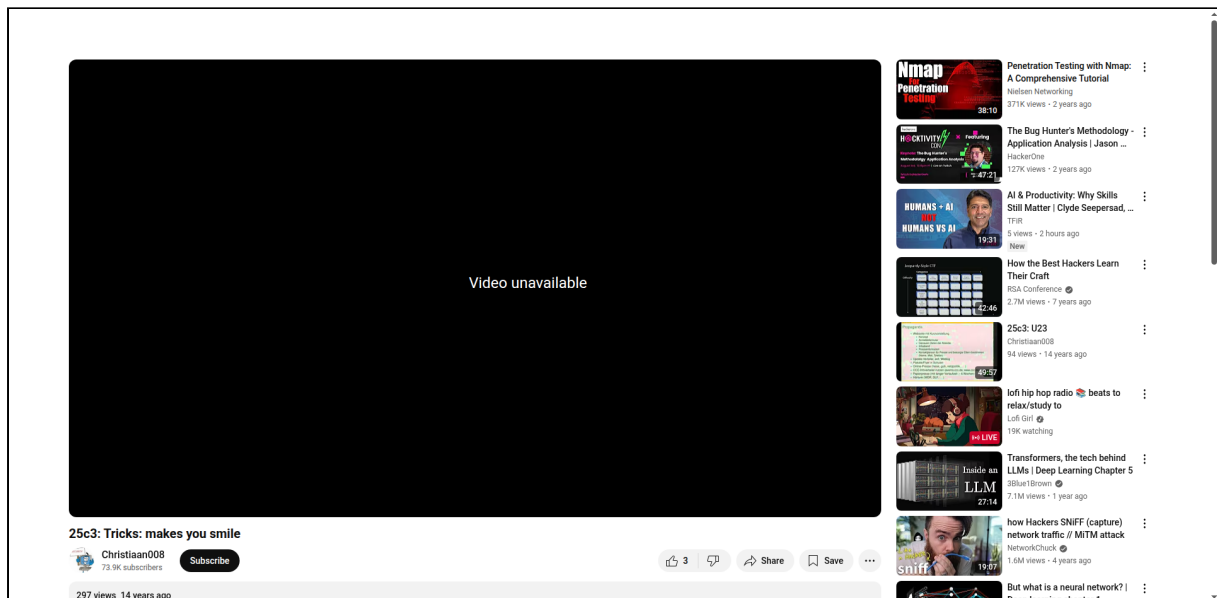 Video unavailable
25c3: Tricks: makes you smile
Christiaan008
73.9K subscribers
Subscribe
3
Share
Save
297 views 14 years ago
Nmap
For
Penetration
Testing
38:10
Penetration Testing with Nmap:
A Comprehensive Tutorial
Nielsen Networking
371K views • 2 years ago
H@CKTIVITY
CON
Featuring
47:21
The Bug Hunter's Methodology -
Application Analysis | Jason ...
HackerOne
127K views • 2 years ago
HUMANS + AI
NOT
HUMANS VS AI
19:31
AI & Productivity: Why Skills
Still Matter | Clyde Seepersad, ...
TFiR
5 views • 2 hours ago
New
42:46
How the Best Hackers Learn
Their Craft
RSA Conference
2.7M views • 7 years ago
49:57
25c3: U23
Christiaan008
94 views • 14 years ago
LIVE
lofi hip hop radio 📚 beats to
relax/study to
Lofi Girl
19K watching
Inside an
LLM
27:14
Transformers, the tech behind
LLMs | Deep Learning Chapter 5
3Blue1Brown
7.1M views • 1 year ago
sniff
19:07
how Hackers SNiFF (capture)
network traffic // MiTM attack
NetworkChuck
1.6M views • 4 years ago
But what is a neural network? |